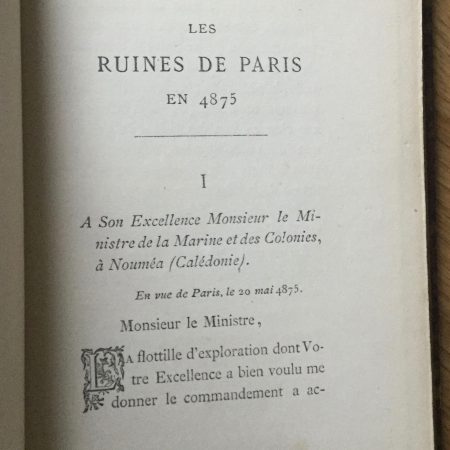 LES
RUINES DE PARIS
EN 4875
I
A Son Excellence Monsieur le Mi-
nistre de la Marine et des Colonies,
à Nouméa (Calédonie).
En vue de Paris, le 20 mai 4875.
Monsieur le Ministre,
LA flottille d'exploration dont Vo-
tre Excellence a bien voulu me
donner le commandement a ac-